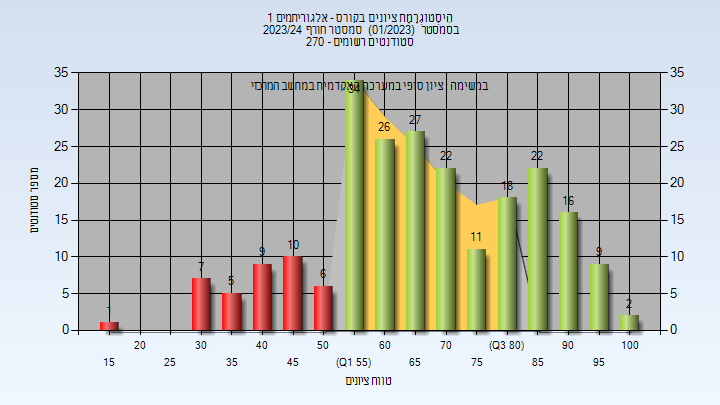 הִיסְטוֹגְרָמַת ציונים בקורס - אלגוריתמים 1
בסמסטר (01/2023) סמסטר חורף 2023/24
סטודנטים רשומים - 270
במשימה : ציון סופי במערכת האקדמית במחשב המרכזי
מספר סטודנטים
35 35
30 30
25 25
20 20
15 15
10 10
5 5
0 0
1 7 5 9 10 6 34 26 27 22 11 18 22 16 9 2
20 30 40 50 60 70 (Q3 80) 90 100
15 25 35 45 (Q1 55) 65 75 85 95
טווח ציונים